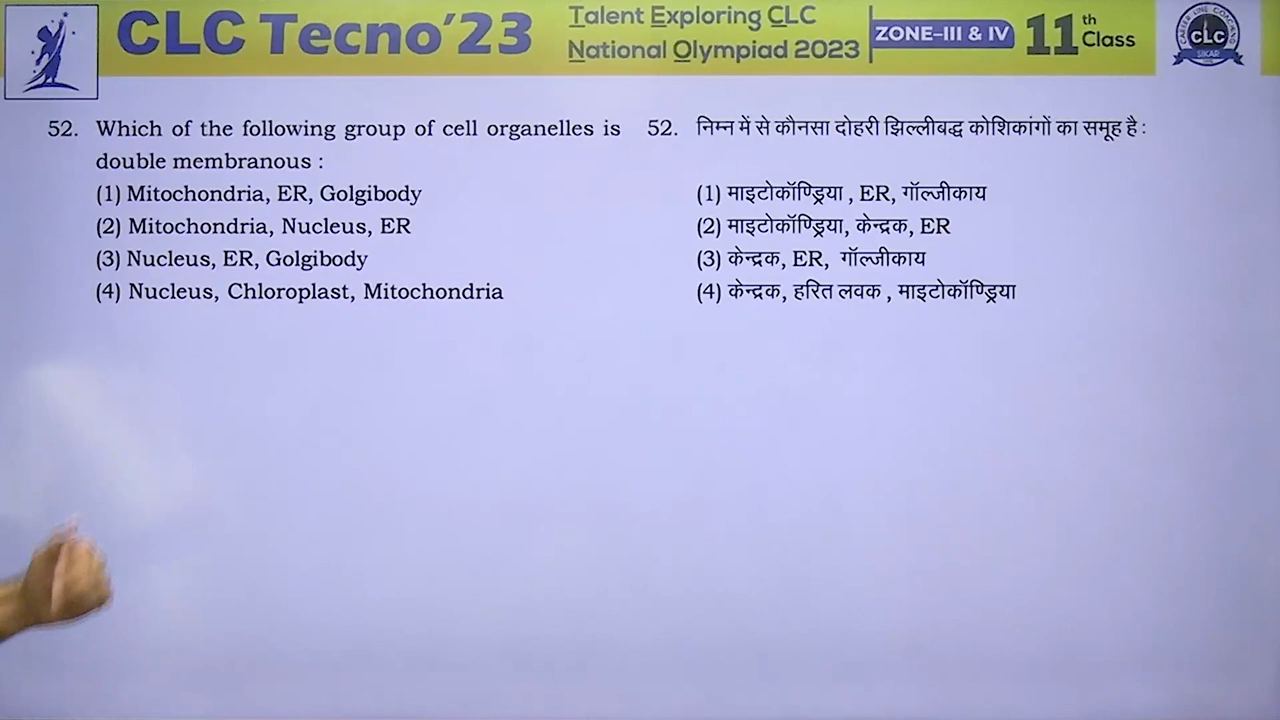 CLC Tecno'23
Talent Exploring CLC
National Olympiad 2023
ZONE–III & IV
11th Class
CAREER LINE COACHING
CLC
SIKAR
52. Which of the following group of cell organelles is
double membranous :
(1) Mitochondria, ER, Golgibody
(2) Mitochondria, Nucleus, ER
(3) Nucleus, ER, Golgibody
(4) Nucleus, Chloroplast, Mitochondria
52. निम्न में से कौनसा दोहरी झिल्लीबद्ध कोशिकांगों का समूह है :
(1) माइटोकॉण्ड्रिया , ER, गॉल्जीकाय
(2) माइटोकॉण्ड्रिया, केन्द्रक, ER
(3) केन्द्रक, ER, गॉल्जीकाय
(4) केन्द्रक, हरित लवक , माइटोकॉण्ड्रिया